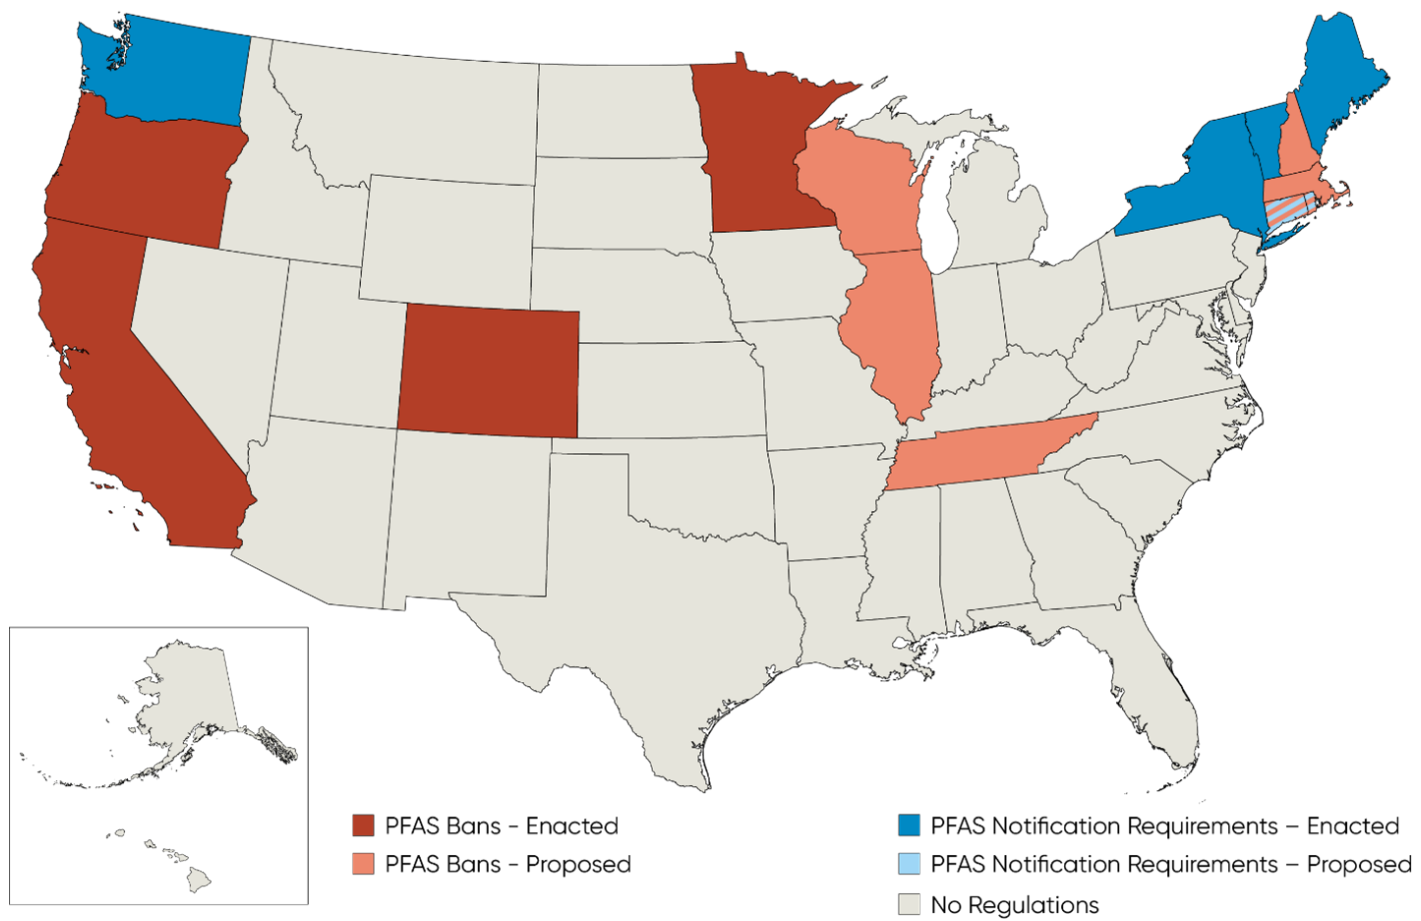 PFAS Bans - Enacted
PFAS Bans - Proposed
PFAS Notification Requirements – Enacted
PFAS Notification Requirements – Proposed
No Regulations